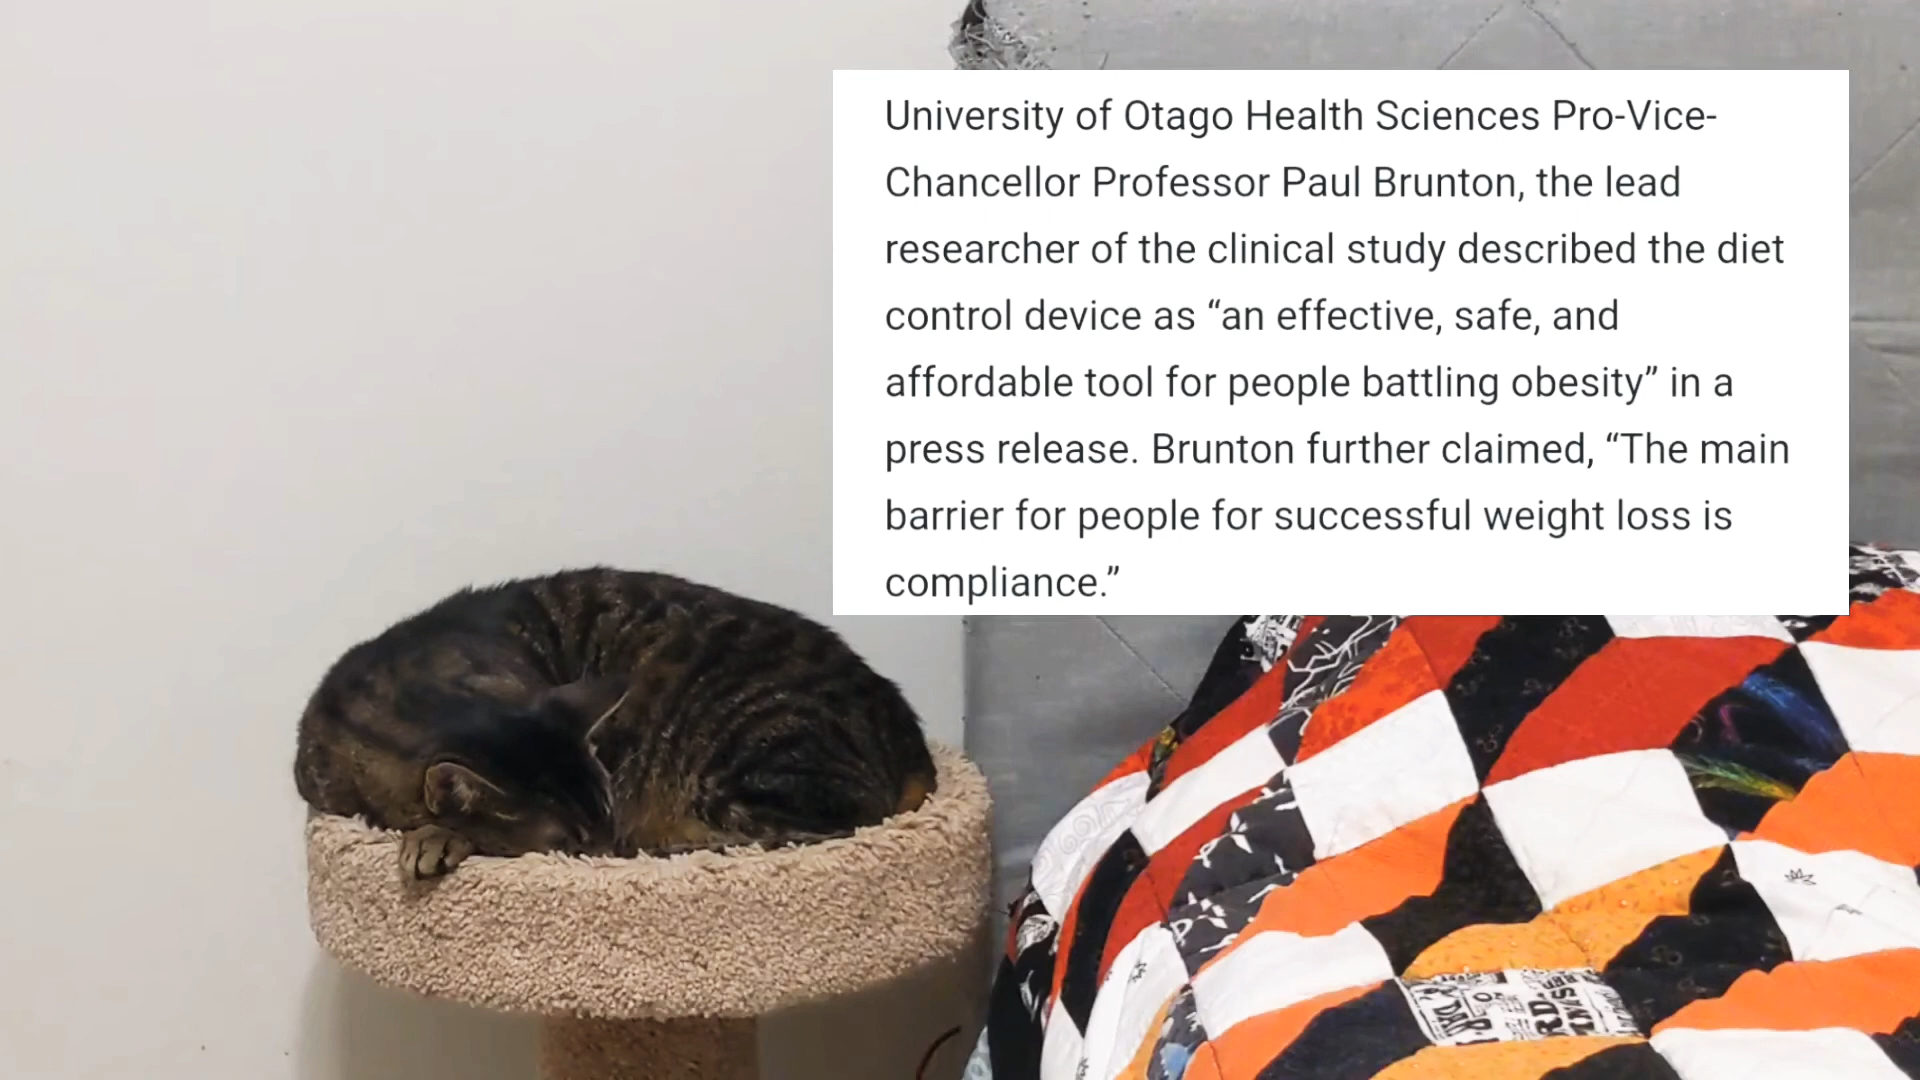 University of Otago Health Sciences Pro-Vice-
Chancellor Professor Paul Brunton, the lead
researcher of the clinical study described the diet
control device as “an effective, safe, and
affordable tool for people battling obesity” in a
press release. Brunton further claimed, “The main
barrier for people for successful weight loss is
compliance.”